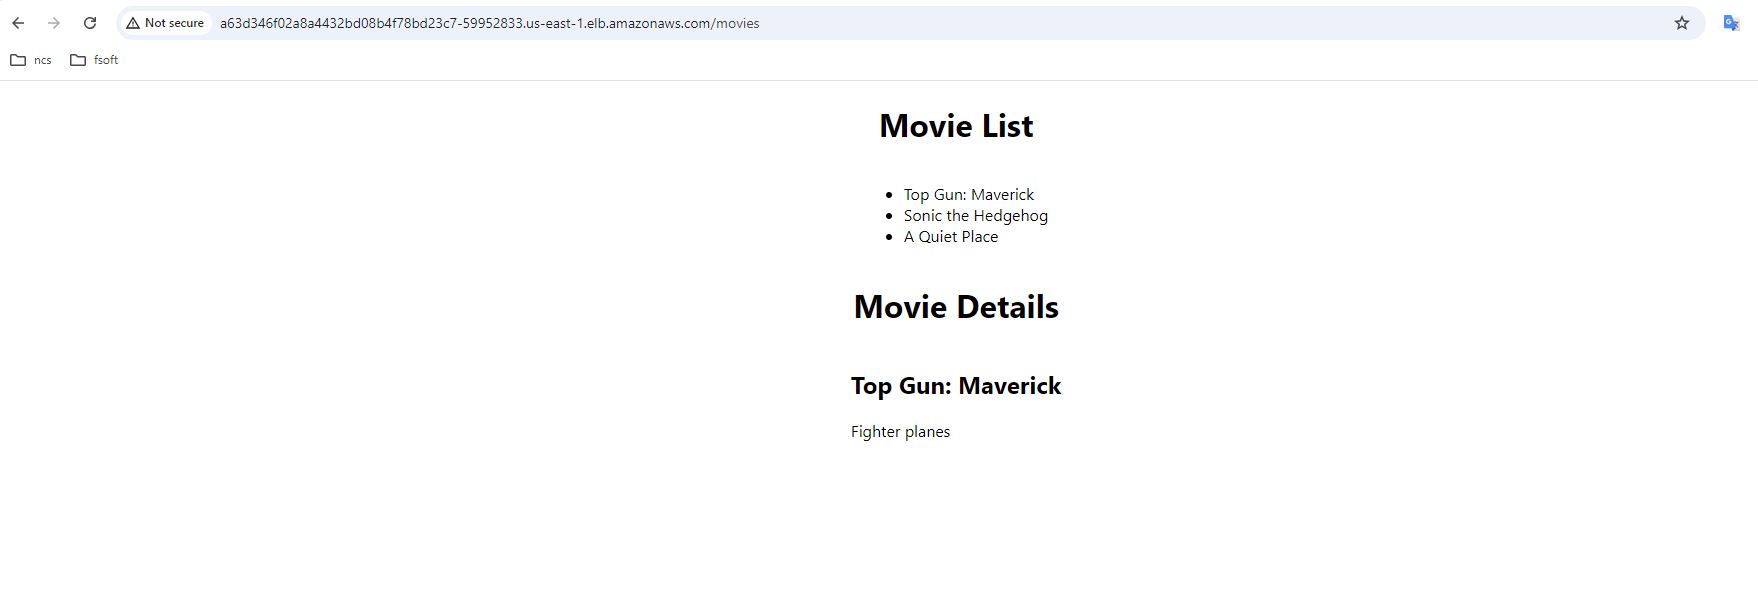 Not secure a63d346f02a8a4432bd08b4f78bd23c7-59952833.us-east-1.elb.amazonaws.com/movies
ncs fsoft
Movie List
Top Gun: Maverick
Sonic the Hedgehog
A Quiet Place
Movie Details
Top Gun: Maverick
Fighter planes